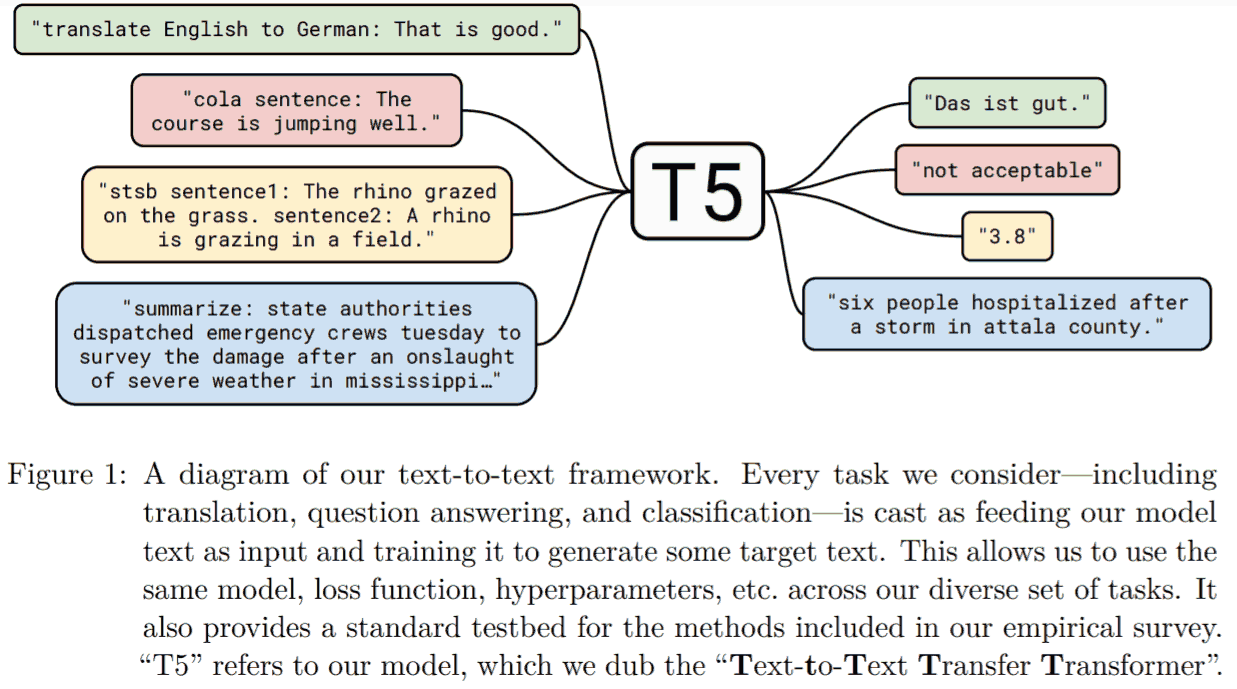 "translate English to German: That is good."
"cola sentence: The
course is jumping well."
"stsb sentence1: The rhino grazed
on the grass. sentence2: A rhino
is grazing in a field."
"summarize: state authorities
dispatched emergency crews tuesday to
survey the damage after an onslaught
of severe weather in mississippi…"
T5
"Das ist gut."
"not acceptable"
"3.8"
"six people hospitalized after
a storm in attala county."
Figure 1: A diagram of our text-to-text framework. Every task we consider—including
translation, question answering, and classification—is cast as feeding our model
text as input and training it to generate some target text. This allows us to use the
same model, loss function, hyperparameters, etc. across our diverse set of tasks. It
also provides a standard testbed for the methods included in our empirical survey.
“T5” refers to our model, which we dub the “Text-to-Text Transfer Transformer”.